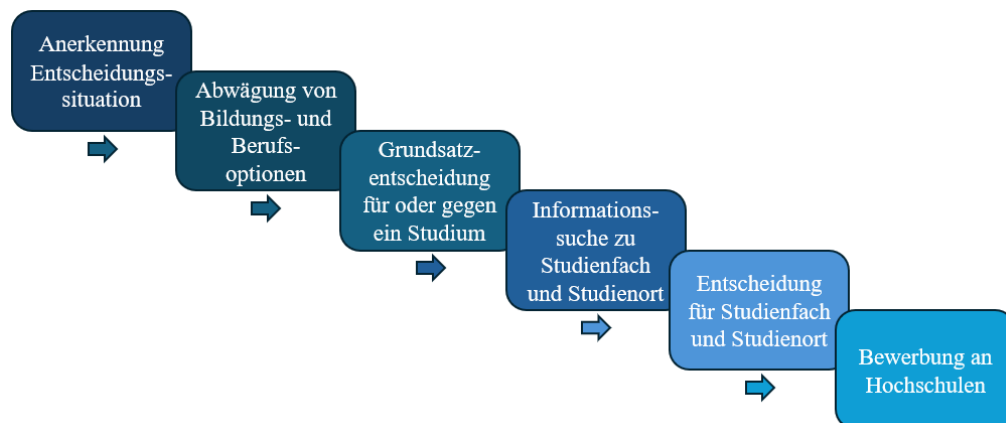 Anerkennung
Entscheidungs-
situation
Abwägung von
Bildungs- und
Berufs-
optionen
Grundsatz-
entscheidung
für oder gegen
ein Studium
Informations-
suche zu
Studienfach
und Studienort
Entscheidung
für Studienfach
und Studienort
Bewerbung an
Hochschulen